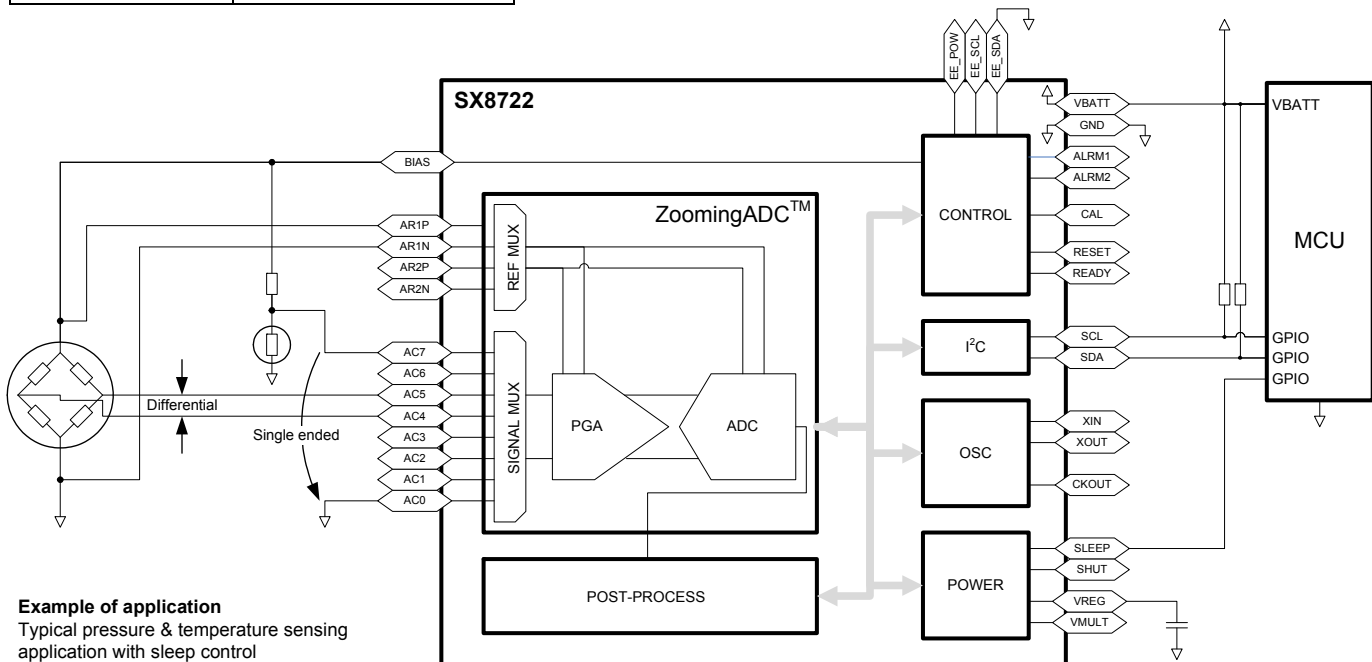 EE_POW
EE_SCL
EE_SDA
SX8722
VBATT
GND
ALRM1
ALRM2
CAL
RESET
READY
VBATT
MCU
BIAS
CONTROL
ZoomingADC™
AR1P
AR1N
AR2P
AR2N
REF MUX
I²C
SCL
SDA
GPIO
GPIO
GPIO
AC7
AC6
AC5
AC4
AC3
AC2
AC1
AC0
SIGNAL MUX
PGA
ADC
Differential
Single ended
OSC
XIN
XOUT
CKOUT
POWER
SLEEP
SHUT
VREG
VMULT
POST-PROCESS
Example of application
Typical pressure & temperature sensing
application with sleep control